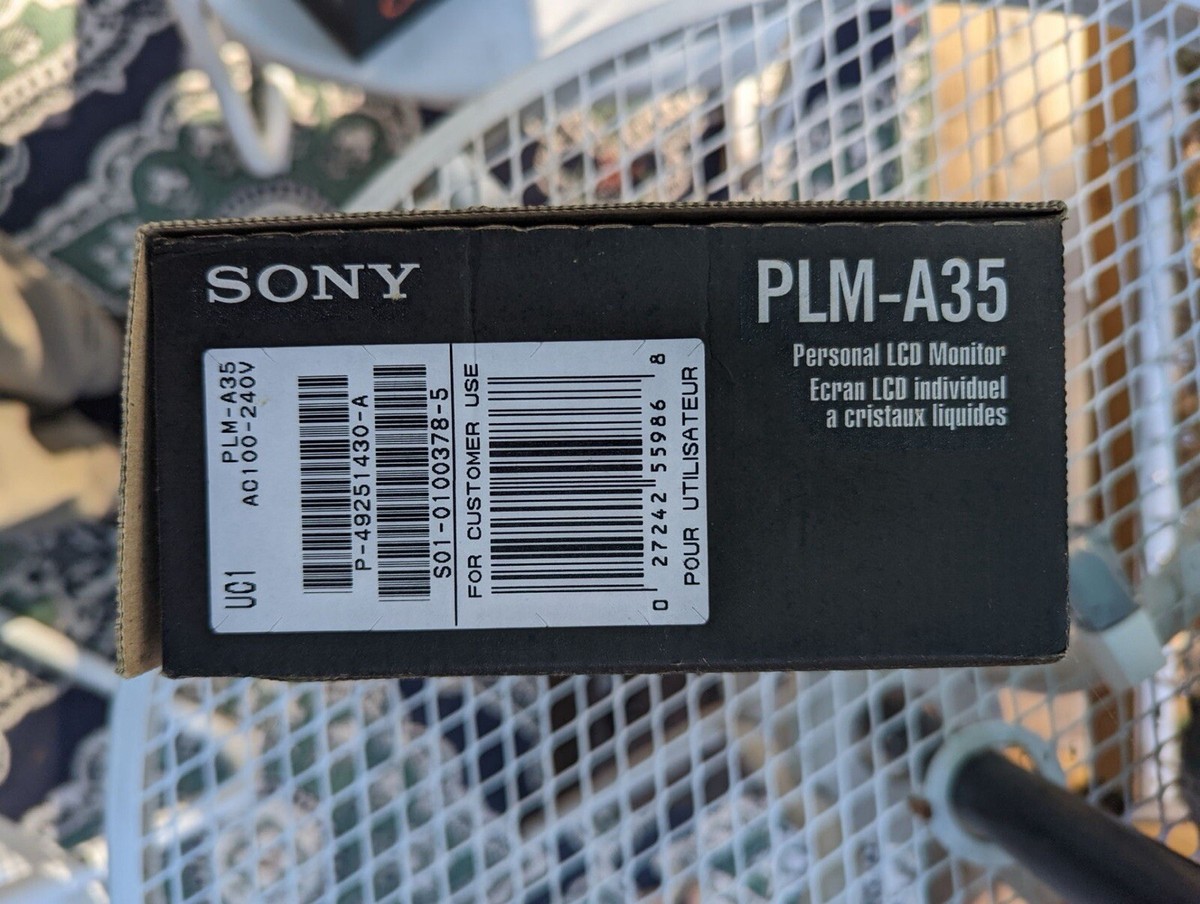 SONY
PLM-A35
Personal LCD Monitor
Ecran LCD individuel
a cristaux liquides
PLM-A35
AC100-240V
UC1
P-49251430-A
S01-0100378-5
FOR CUSTOMER USE
0 27242 55986 8
POUR UTILISATEUR